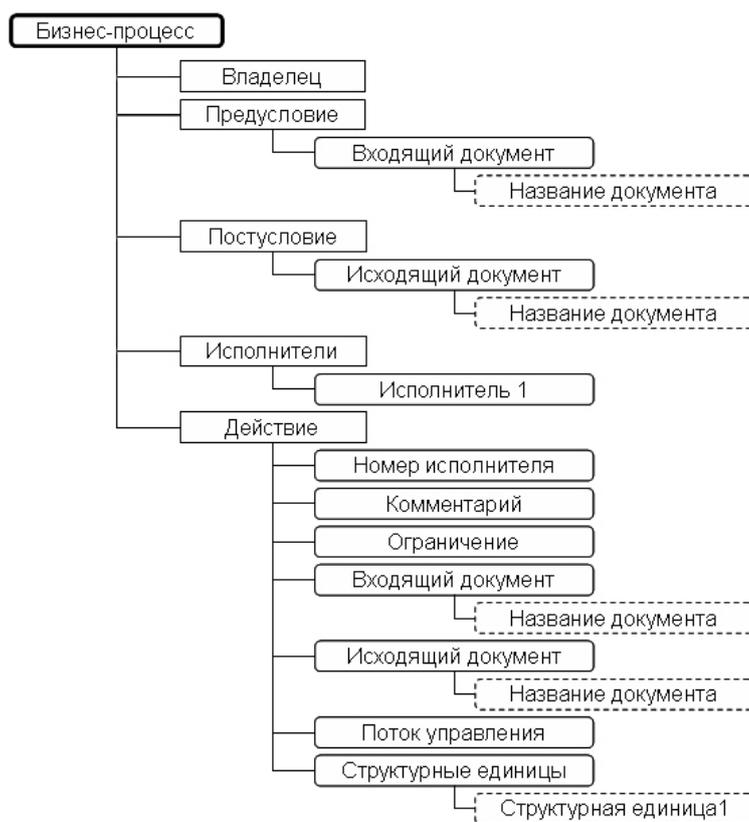 Бизнес-процесс
Владелец
Предусловие
Входящий документ
Название документа
Постусловие
Исходящий документ
Название документа
Исполнители
Исполнитель 1
Действие
Номер исполнителя
Комментарий
Ограничение
Входящий документ
Название документа
Исходящий документ
Название документа
Поток управления
Структурные единицы
Структурная единица1